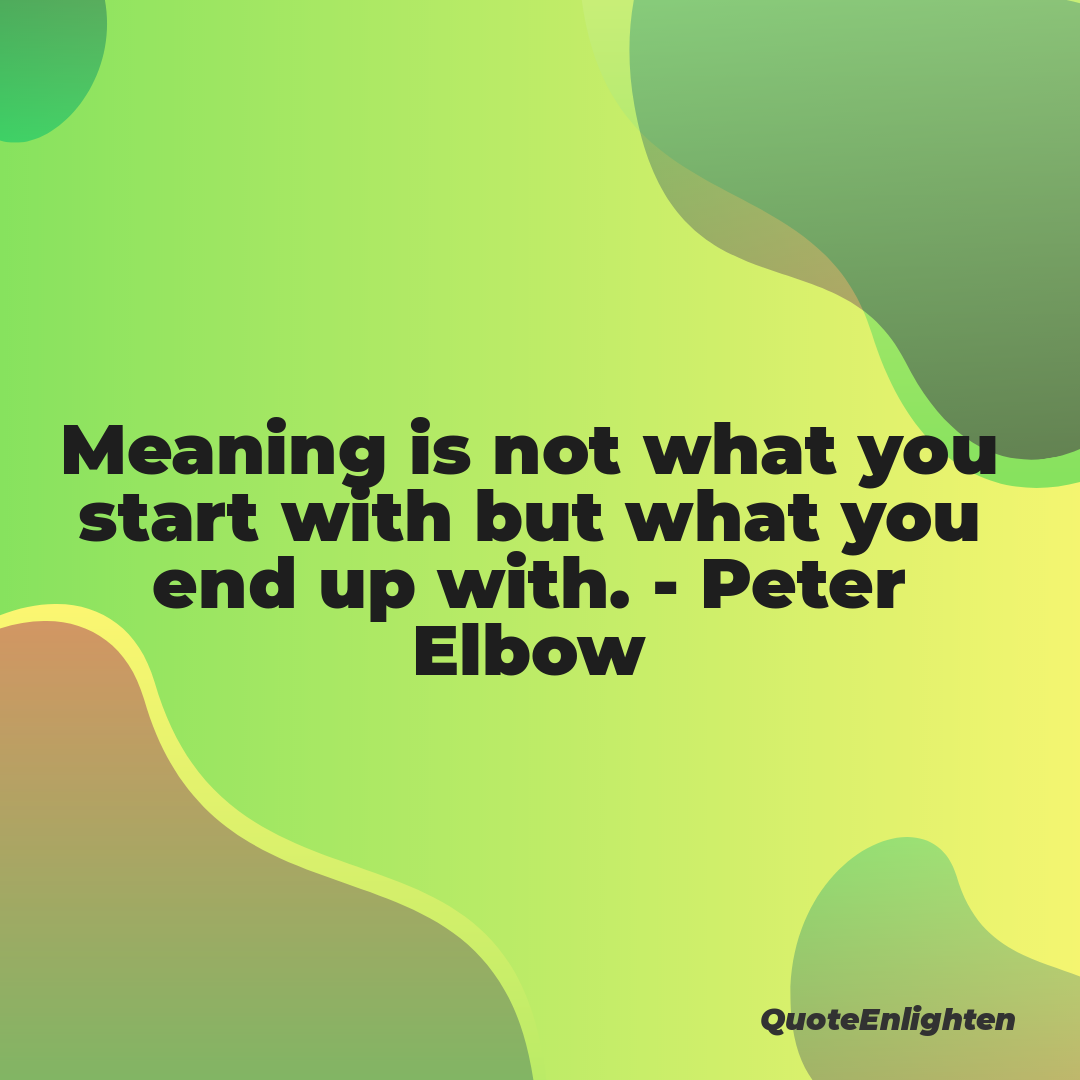 Meaning is not what you
start with but what you
end up with. - Peter
Elbow
QuoteEnlighten